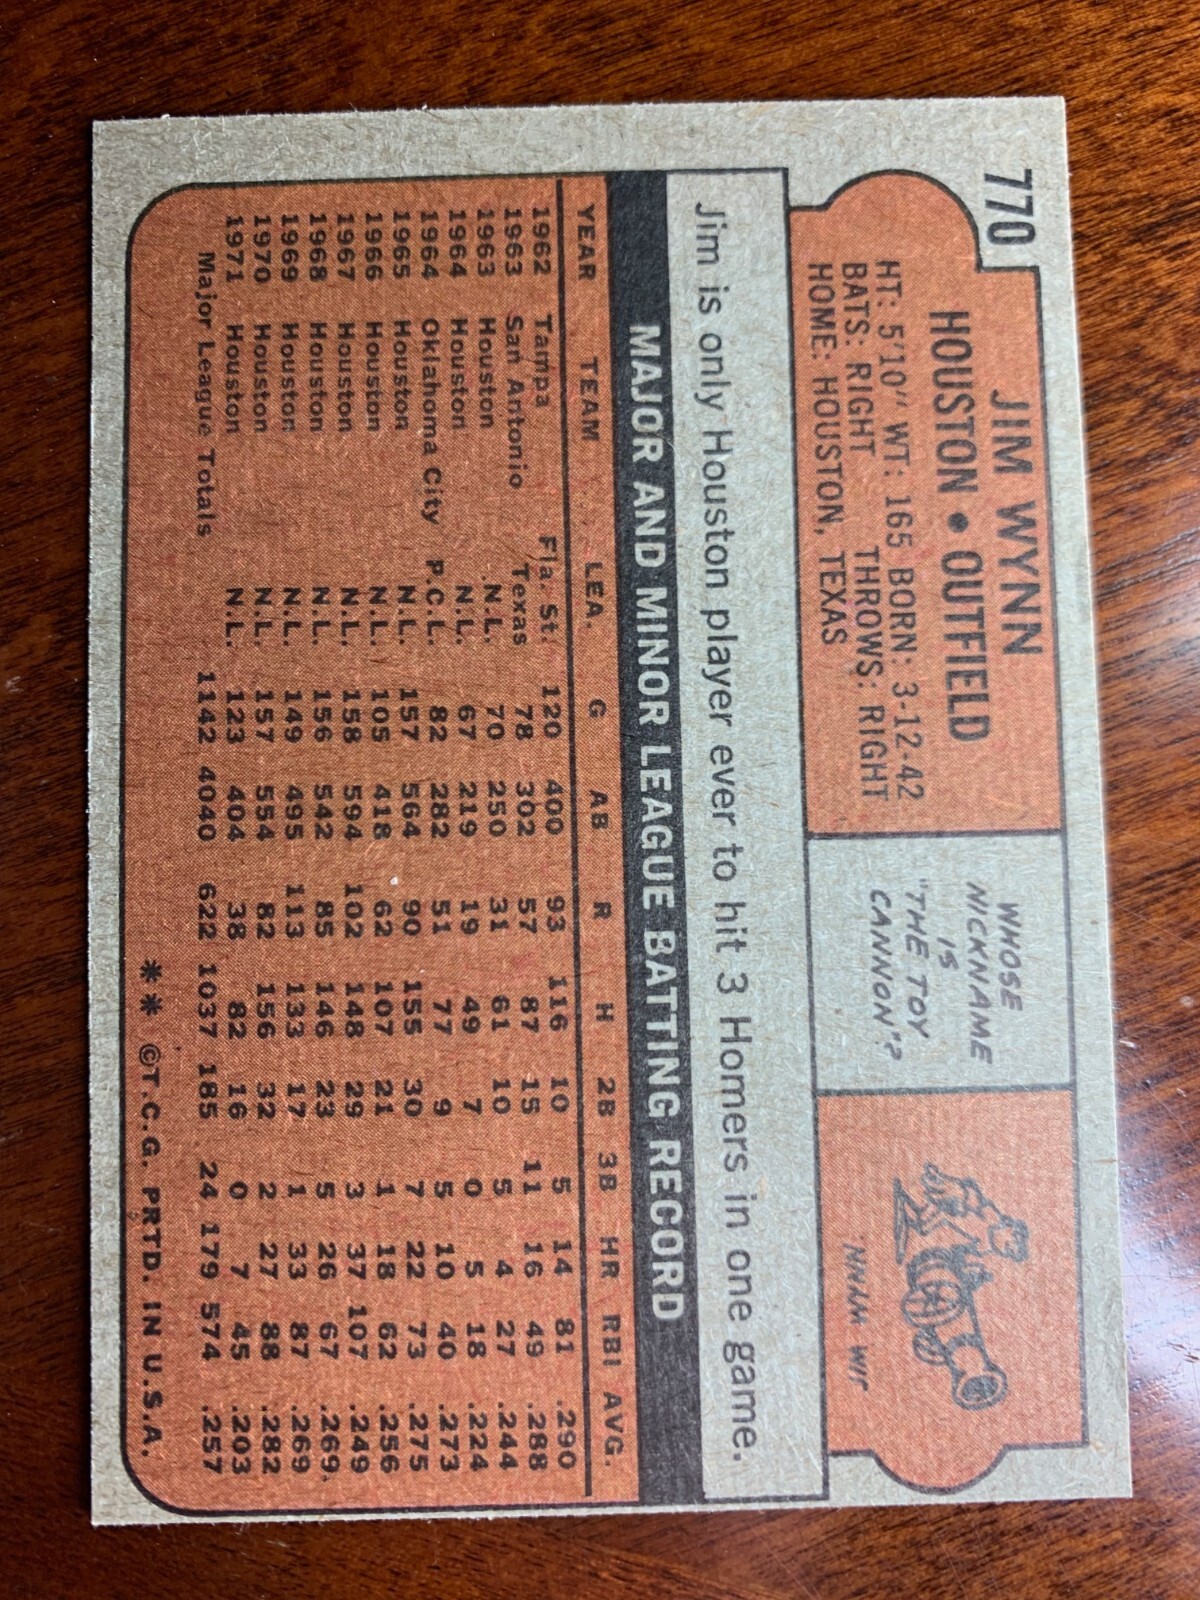 770
JIM WYNN
HOUSTON • OUTFIELD
HT: 5'10" WT: 165 BORN: 3-12-42
BATS: RIGHT THROWS: RIGHT
HOME: HOUSTON, TEXAS
WHOSE
NICKNAME
IS
"THE TOY
CANNON"?
JIM WYNN.
Jim is only Houston player ever to hit 3 Homers in one game.
MAJOR AND MINOR LEAGUE BATTING RECORD
YEAR TEAM LEA. G AB R H 2B 3B HR RBI AVG.
1962 Tampa Fla. St. 120 400 93 116 10 5 14 81 .290
1963 San Antonio Texas 78 302 57 87 15 11 16 49 .288
1963 Houston N.L. 70 250 31 61 10 5 4 27 .244
1964 Houston N.L. 67 219 19 49 7 0 5 18 .224
1964 Oklahoma City P.C.L. 82 282 51 77 9 5 10 40 .273
1965 Houston N.L. 157 564 90 155 30 7 22 73 .275
1966 Houston N.L. 105 418 62 107 21 1 18 62 .256
1967 Houston N.L. 158 594 102 148 29 3 37 107 .249
1968 Houston N.L. 156 542 85 146 23 5 26 67 .269
1969 Houston N.L. 149 495 113 133 17 1 33 87 .269
1970 Houston N.L. 157 554 82 156 32 2 27 88 .282
1971 Houston N.L. 123 404 38 82 16 0 7 45 .203
Major League Totals 1142 4040 622 1037 185 24 179 574 .257
** ©T.C.G. PRTD. IN U.S.A.